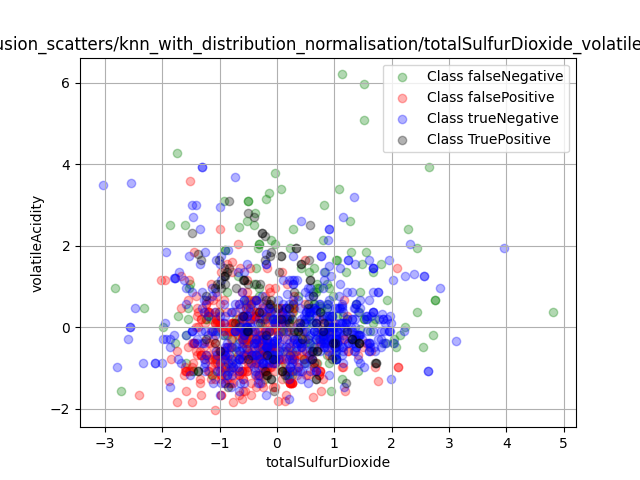 usion_scatters/knn_with_distribution_normalisation/totalSulfurDioxide_volatile
Class falseNegative
Class falsePositive
Class trueNegative
Class TruePositive
volatileAcidity
6
4
2
0
−2
−3 −2 −1 0 1 2 3 4 5
totalSulfurDioxide